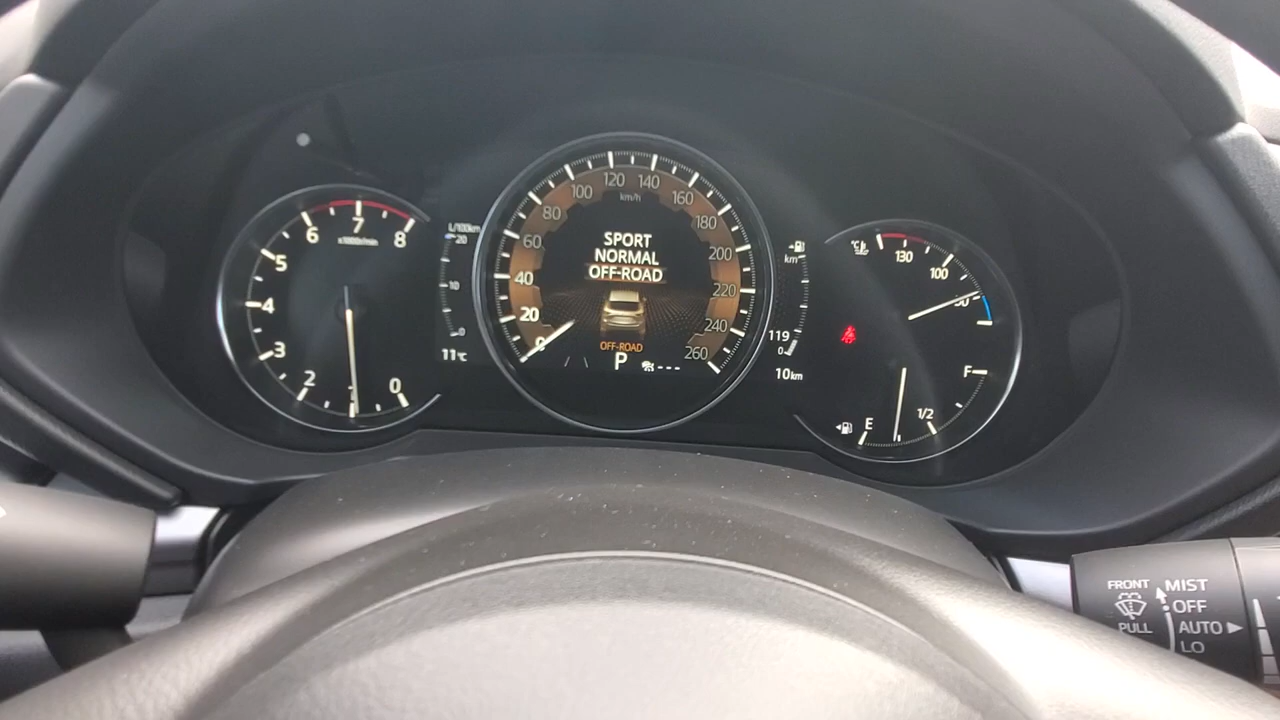 6 7 8
x1000r/min
5
4
3
2 1 0
L/100km
20
10
0
11℃
100 120 140 160
km/h
80 180
60 200
40 220
20 240
0 260
SPORT
NORMAL
OFF-ROAD
OFF-ROAD
P ---
km
119
0
10km
℃
130
100
50
F
1/2
E
FRONT
PULL
MIST
OFF
AUTO
LO